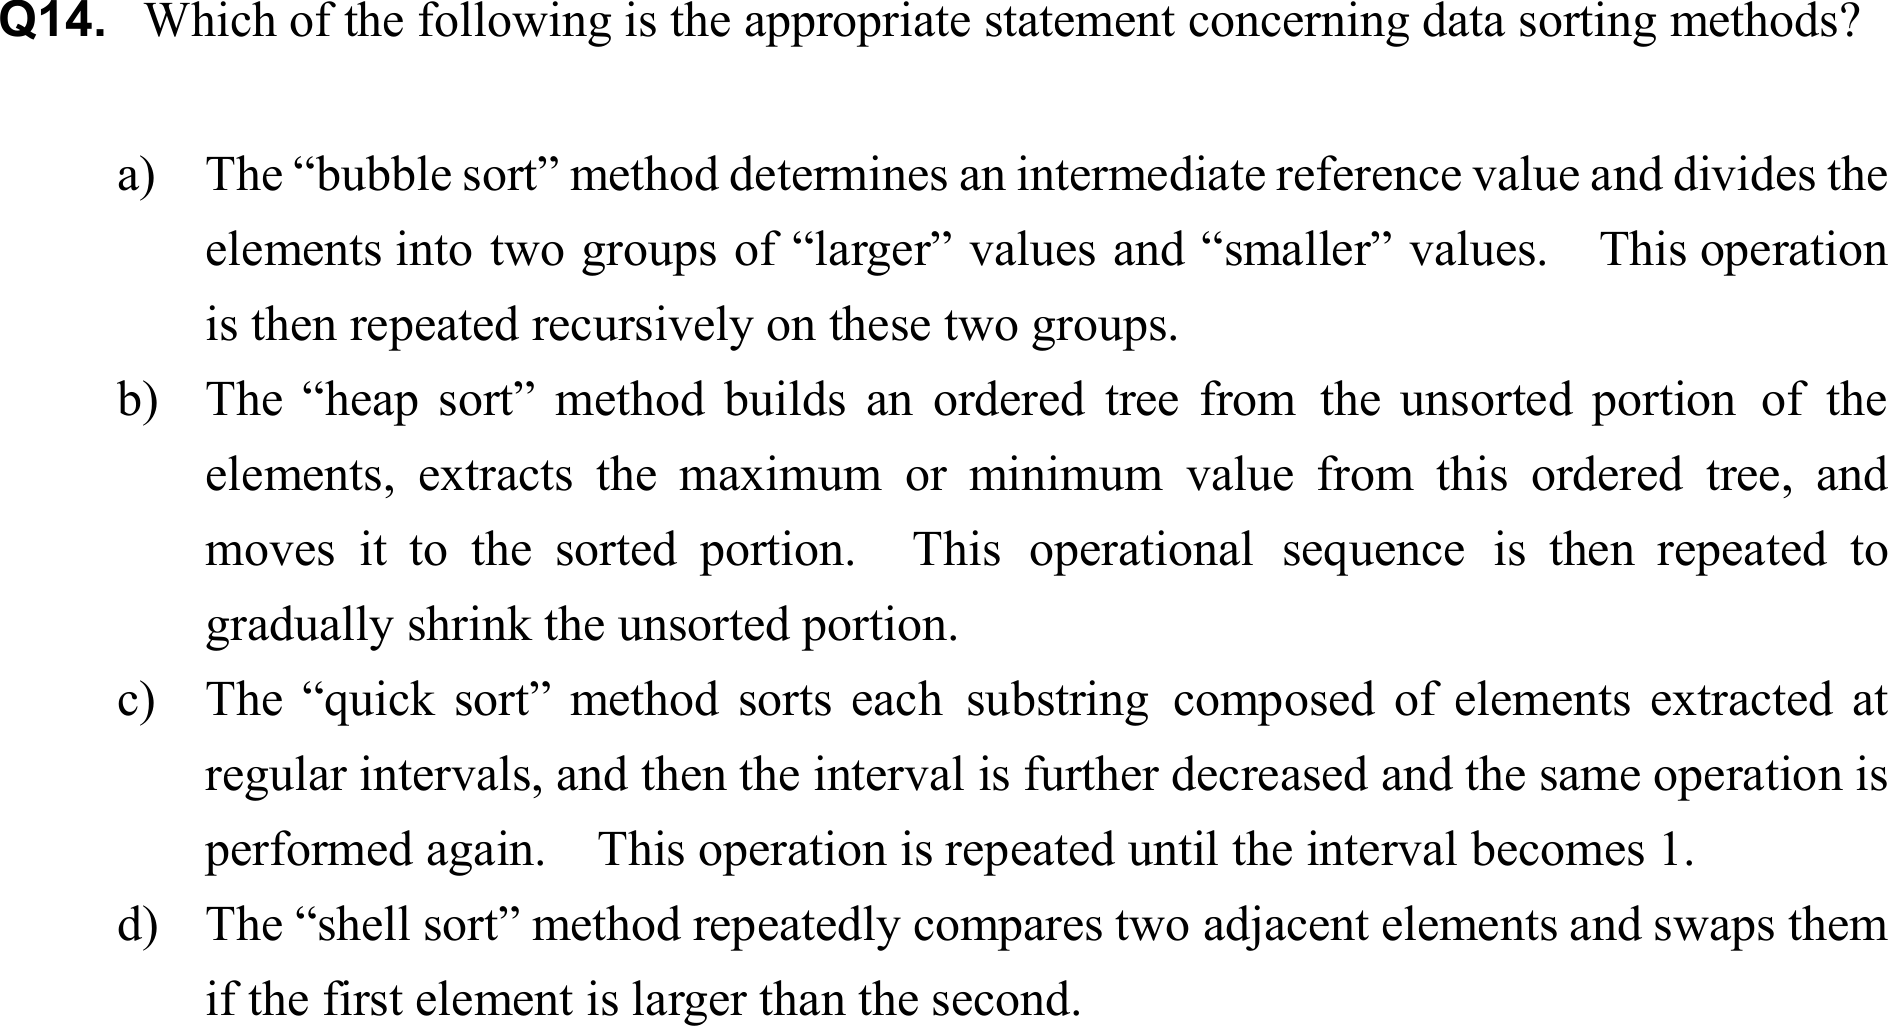 Q14. Which of the following is the appropriate statement concerning data sorting methods?
a) The “bubble sort” method determines an intermediate reference value and divides the
elements into two groups of “larger” values and “smaller” values. This operation
is then repeated recursively on these two groups.
b) The “heap sort” method builds an ordered tree from the unsorted portion of the
elements, extracts the maximum or minimum value from this ordered tree, and
moves it to the sorted portion. This operational sequence is then repeated to
gradually shrink the unsorted portion.
c) The “quick sort” method sorts each substring composed of elements extracted at
regular intervals, and then the interval is further decreased and the same operation is
performed again. This operation is repeated until the interval becomes 1.
d) The “shell sort” method repeatedly compares two adjacent elements and swaps them
if the first element is larger than the second.